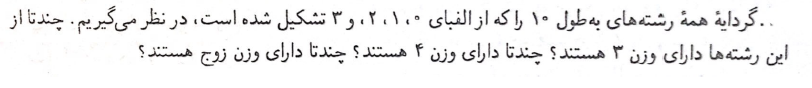 ..گردایهٔ همهٔ رشته‌های به‌طول ۱۰ را که از الفبای ۰، ۱، ۲، و ۳ تشکیل شده است، در نظر می‌گیریم. چندتا از
این رشته‌ها دارای وزن ۳ هستند؟ چندتا دارای وزن ۴ هستند؟ چندتا دارای وزن زوج هستند؟